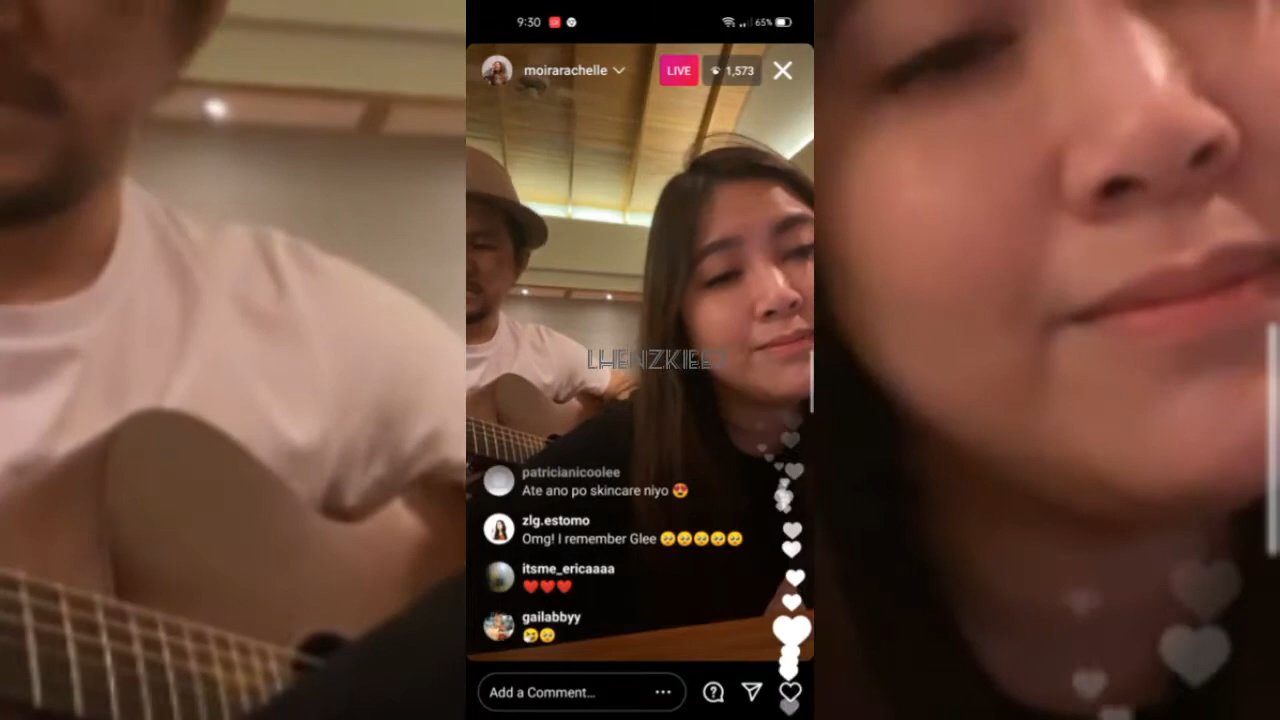 9:30
65%
moirarachelle
LIVE
1,573
patricianicoolee
Ate ano po skincare niyo 😍
zlg.estomo
Omg! I remember Glee 🥺🥺🥺🥺🥺
itsme_ericaaaa
❤️❤️❤️
gailabbyy
Add a Comment...